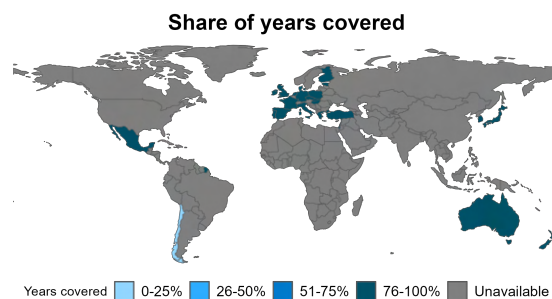 Share of years covered
Years covered 0-25% 26-50% 51-75% 76-100% Unavailable